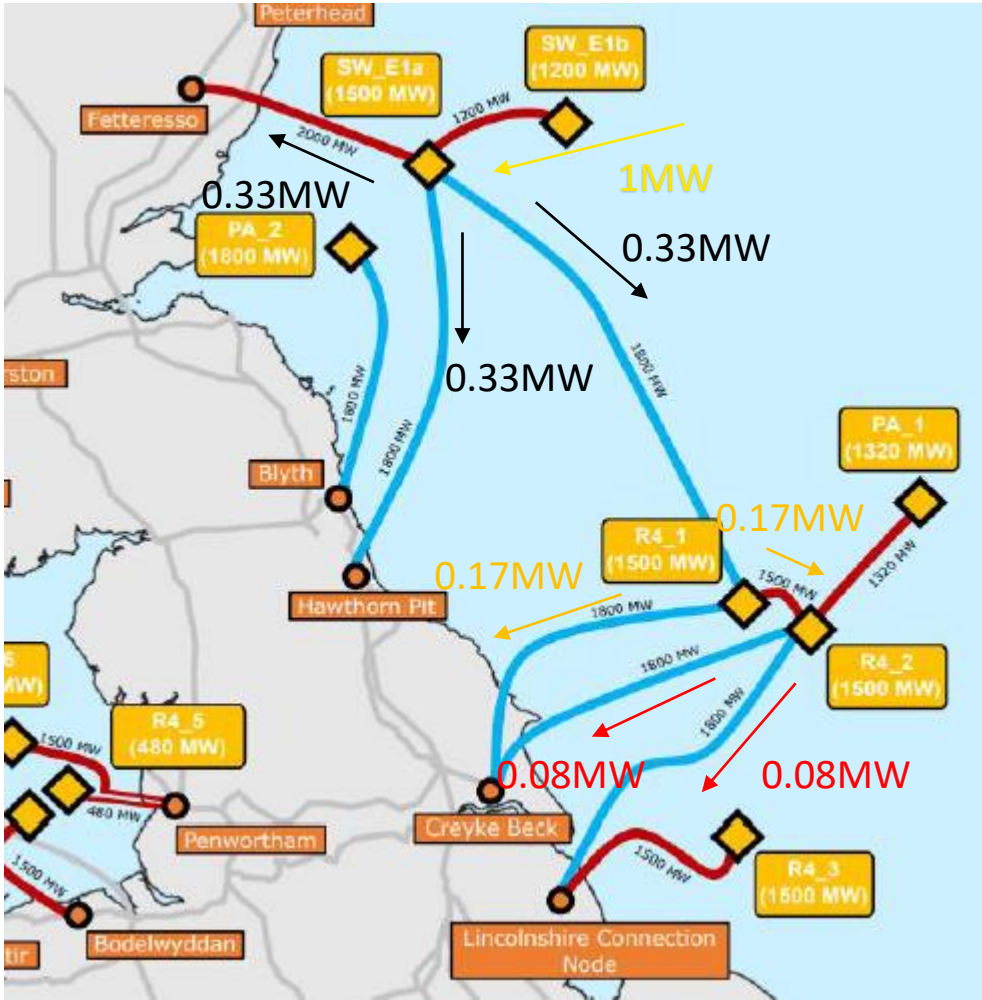 Peterhead
SW_E1b
(1200 MW)
SW_E1a
(1500 MW)
Fetteresso
2000 MW
1200 MW
1MW
0.33MW
PA_2
(1800 MW)
0.33MW
0.33MW
1800 MW
1800 MW
1800 MW
PA_1
(1320 MW)
Blyth
R4_1
(1500 MW)
0.17MW
1320 MW
Hawthorn Pit
0.17MW
1500 MW
1800 MW
1800 MW
R4_2
(1500 MW)
1800 MW
R4_5
(480 MW)
1500 MW
480 MW
0.08MW
0.08MW
Creyke Beck
Penwortham
1500 MW
R4_3
(1500 MW)
1500 MW
Bodelwyddan
Lincolnshire Connection
Node